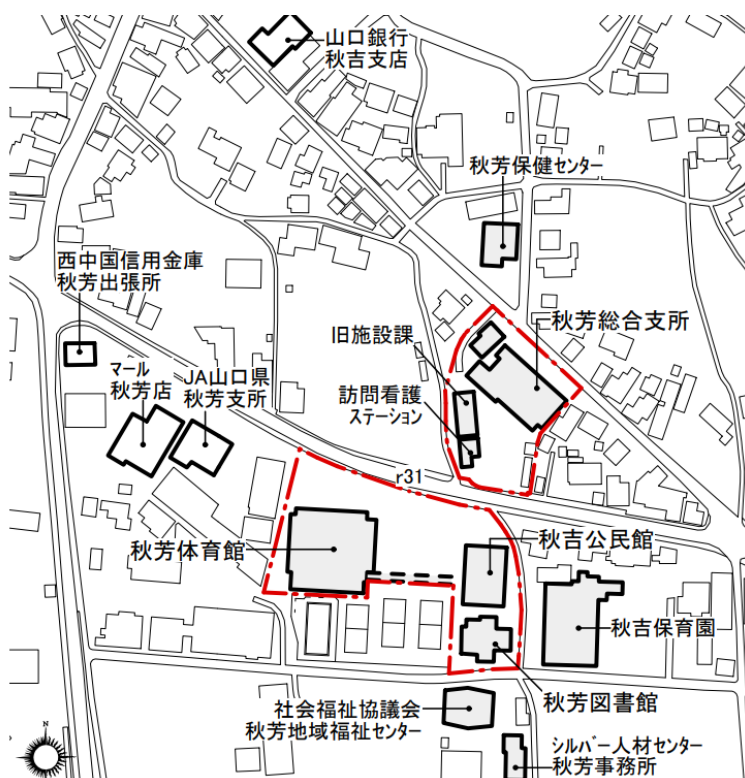 山口銀行
秋吉支店
秋芳保健センター
西中国信用金庫
秋芳出張所
旧施設課
秋芳総合支所
マール
秋芳店
JA山口県
秋芳支所
訪問看護
ステーション
r31
秋芳体育館
秋吉公民館
秋吉保育園
秋芳図書館
社会福祉協議会
秋芳地域福祉センター
シルバー人材センター
秋芳事務所
N